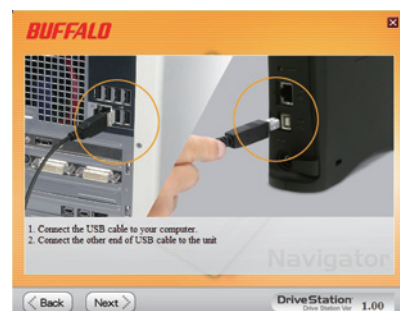 BUFFALO
1. Connect the USB cable to your computer.
2. Connect the other end of USB cable to the unit
Navigator
< Back
Next >
DriveStation
Drive Station Ver 1.00